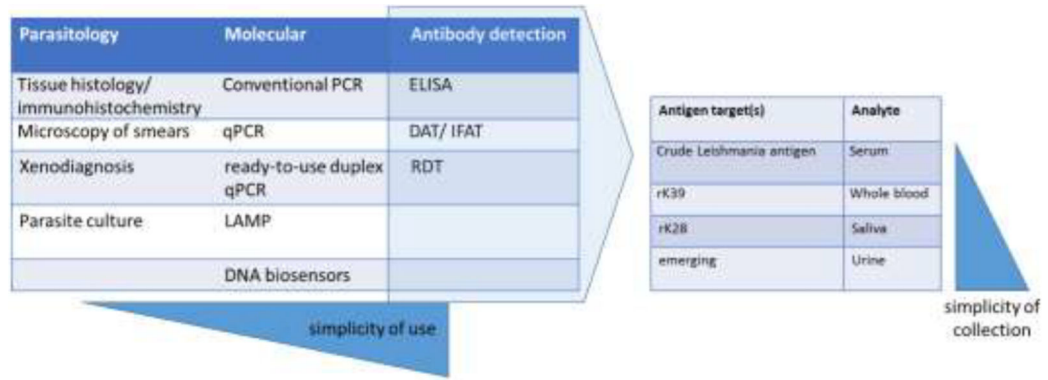 Parasitology Molecular Antibody detection
Tissue histology/ Conventional PCR ELISA
immunohistochemistry
Microscopy of smears qPCR DAT/ IFAT
Xenodiagnosis ready-to-use duplex RDT
qPCR
Parasite culture LAMP
DNA biosensors
simplicity of use
Antigen target(s) Analyte
Crude Leishmania antigen Serum
rK39 Whole blood
rK28 Saliva
emerging Urine
simplicity of
collection